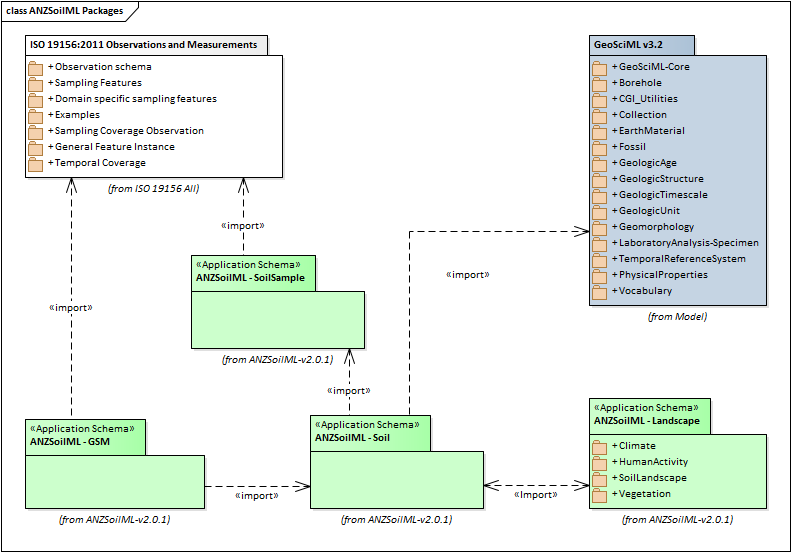 class ANZSoilML Packages
ISO 19156:2011 Observations and Measurements
+ Observation schema
+ Sampling Features
+ Domain specific sampling features
+ Examples
+ Sampling Coverage Observation
+ General Feature Instance
+ Temporal Coverage
(from ISO 19156 All)
GeoSciML v3.2
+ GeoSciML-Core
+ Borehole
+ CGI_Utilities
+ Collection
+ EarthMaterial
+ Fossil
+ GeologicAge
+ GeologicStructure
+ GeologicTimescale
+ GeologicUnit
+ Geomorphology
+ LaboratoryAnalysis-Specimen
+ TemporalReferenceSystem
+ PhysicalProperties
+ Vocabulary
(from Model)
«import»
«Application Schema»
ANZSoilML - SoilSample
(from ANZSoilML-v2.0.1)
«import»
«import»
«import»
«Application Schema»
ANZSoilML - GSM
(from ANZSoilML-v2.0.1)
«import»
«Application Schema»
ANZSoilML - Soil
(from ANZSoilML-v2.0.1)
«Import»
«Application Schema»
ANZSoilML - Landscape
+ Climate
+ HumanActivity
+ SoilLandscape
+ Vegetation
(from ANZSoilML-v2.0.1)